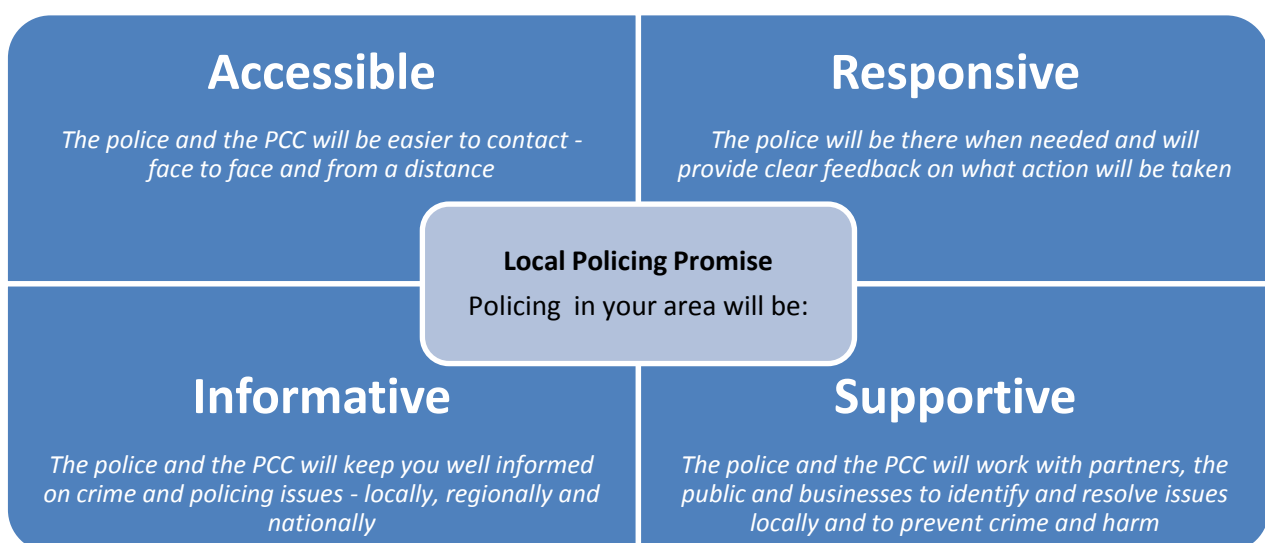 Accessible
The police and the PCC will be easier to contact -
face to face and from a distance
Responsive
The police will be there when needed and will
provide clear feedback on what action will be taken
Local Policing Promise
Policing in your area will be:
Informative
The police and the PCC will keep you well informed
on crime and policing issues - locally, regionally and
nationally
Supportive
The police and the PCC will work with partners, the
public and businesses to identify and resolve issues
locally and to prevent crime and harm